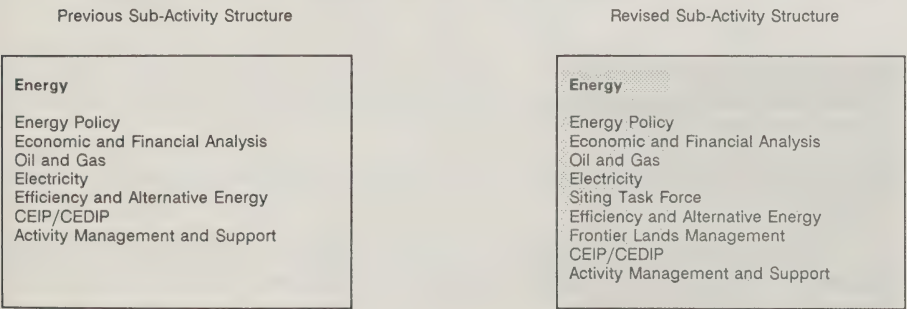 Previous Sub-Activity Structure
Energy
Energy Policy
Economic and Financial Analysis
Oil and Gas
Electricity
Efficiency and Alternative Energy
CEIP/CEDIP
Activity Management and Support
Revised Sub-Activity Structure
Energy
Energy Policy
Economic and Financial Analysis
Oil and Gas
Electricity
Siting Task Force
Efficiency and Alternative Energy
Frontier Lands Management
CEIP/CEDIP
Activity Management and Support